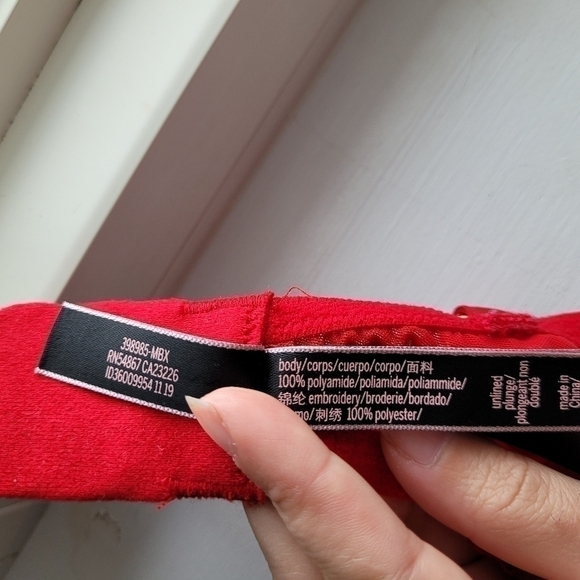 398985-MBX
RN54867 CA23226
ID36009954 11 19
body/corps/cuerpo/corpo/面料
100% polyamide/poliamida/poliammide/
锦纶 embroidery/broderie/bordado/
/刺绣 100% polyester/
unlined
plunge/
plongeant non
doublé
made in